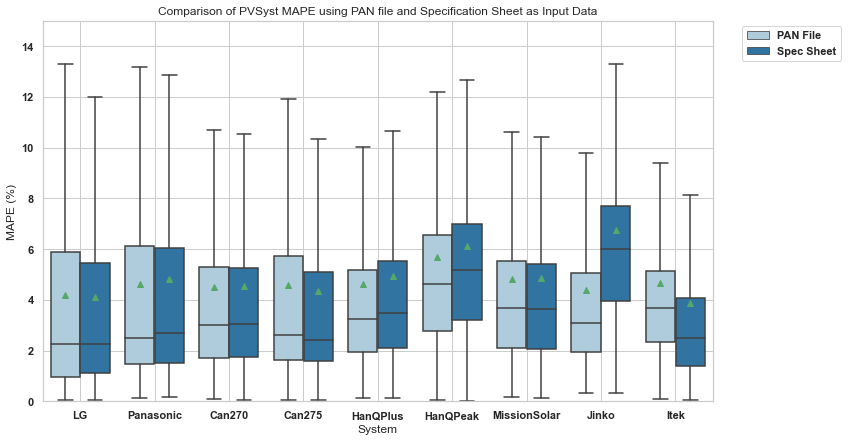 Comparison of PVSyst MAPE using PAN file and Specification Sheet as Input Data
PAN File
Spec Sheet
MAPE (%)
14
12
10
8
6
4
2
0
LG Panasonic Can270 Can275 HanQPlus HanQPeak MissionSolar Jinko Itek
System